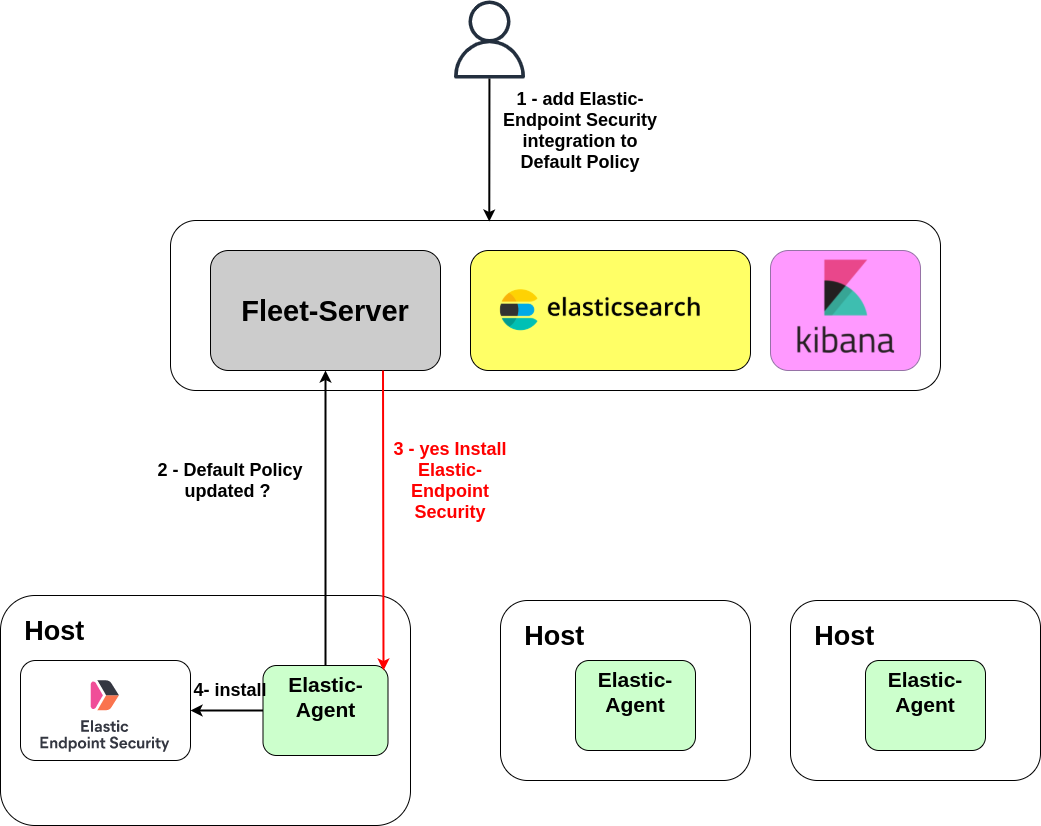 1 - add Elastic-
Endpoint Security
integration to
Default Policy
Fleet-Server
elasticsearch
kibana
2 - Default Policy
updated ?
3 - yes Install
Elastic-
Endpoint
Security
Host
4- install
Elastic
Endpoint Security
Elastic-
Agent
Host
Elastic-
Agent
Host
Elastic-
Agent